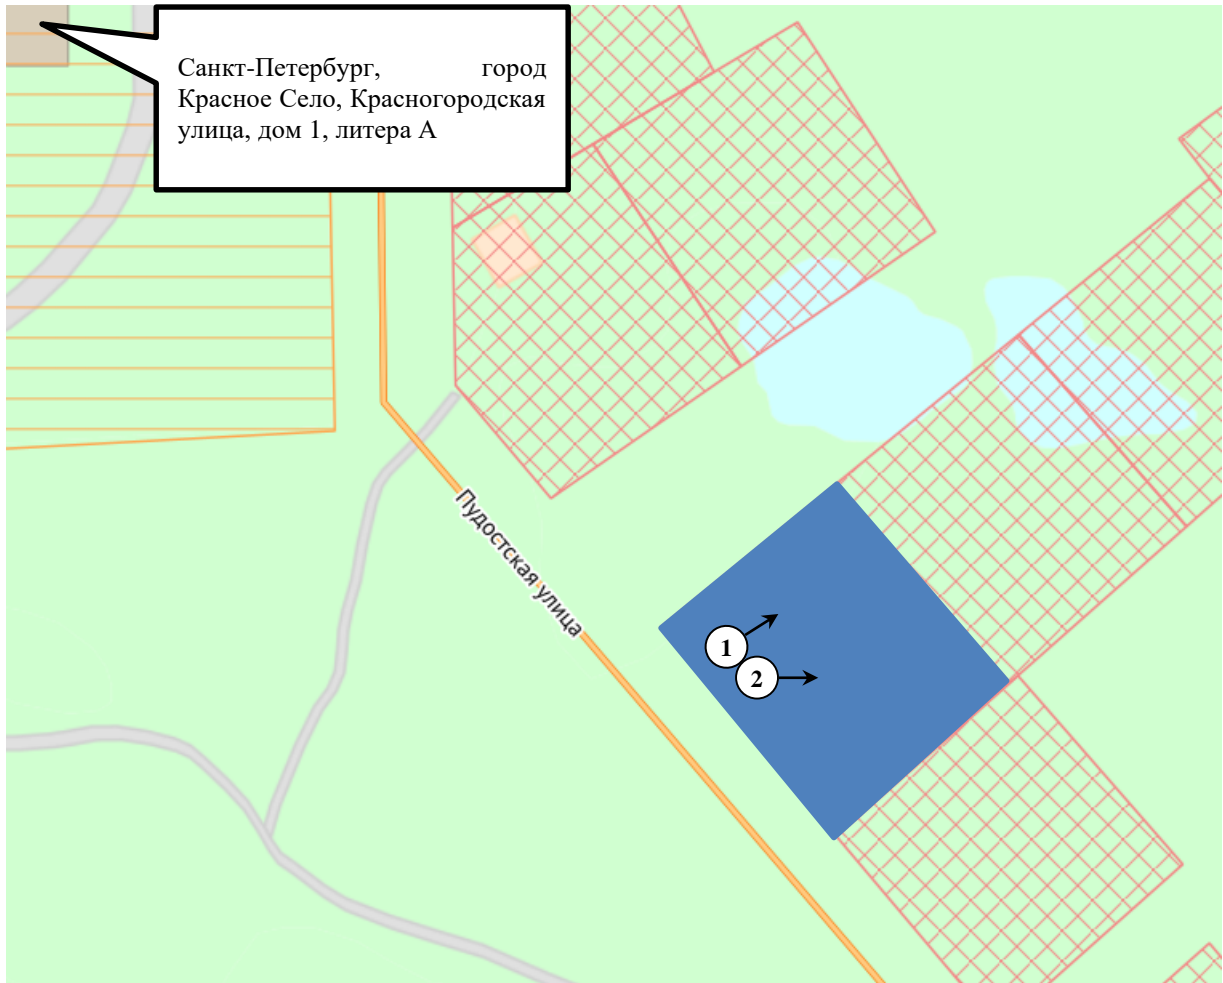 Санкт-Петербург, город
Красное Село, Красногородская
улица, дом 1, литера А
Пудостская улица
1
2